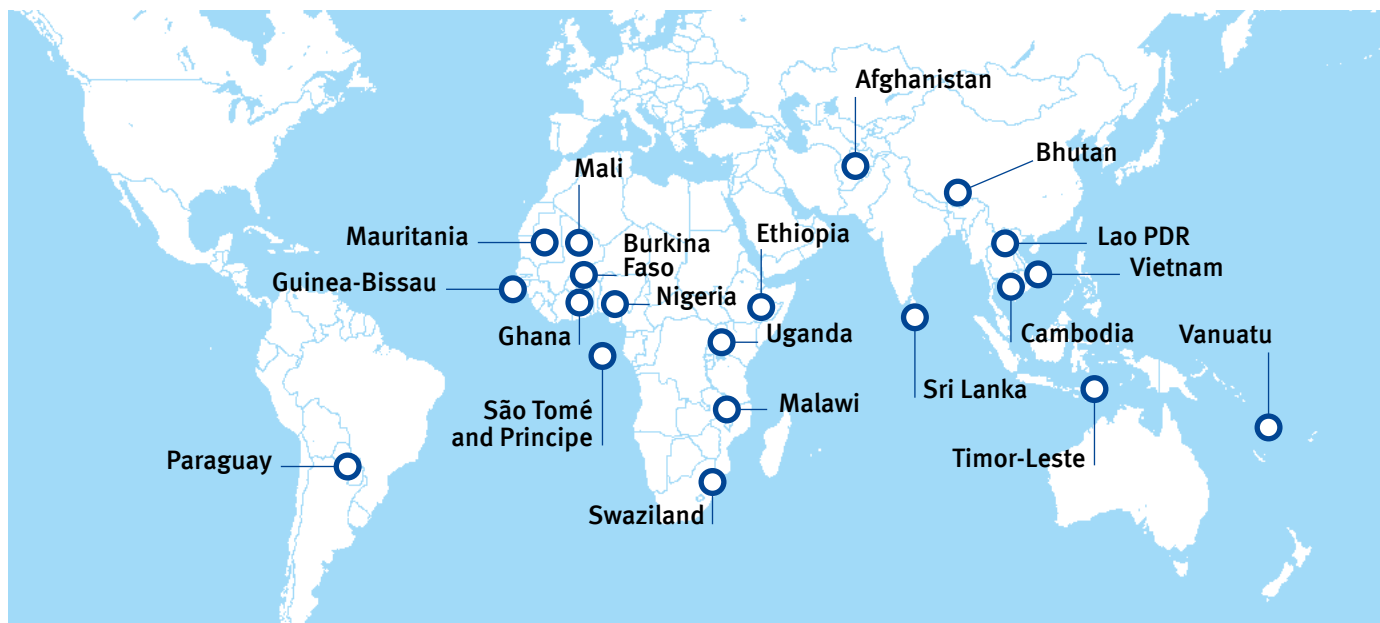 Afghanistan
Bhutan
Mali
Mauritania
Burkina
Faso
Ethiopia
Lao PDR
Guinea-Bissau
Vietnam
Nigeria
Ghana
Uganda
Cambodia
Vanuatu
Sri Lanka
São Tomé
and Principe
Malawi
Paraguay
Timor-Leste
Swaziland